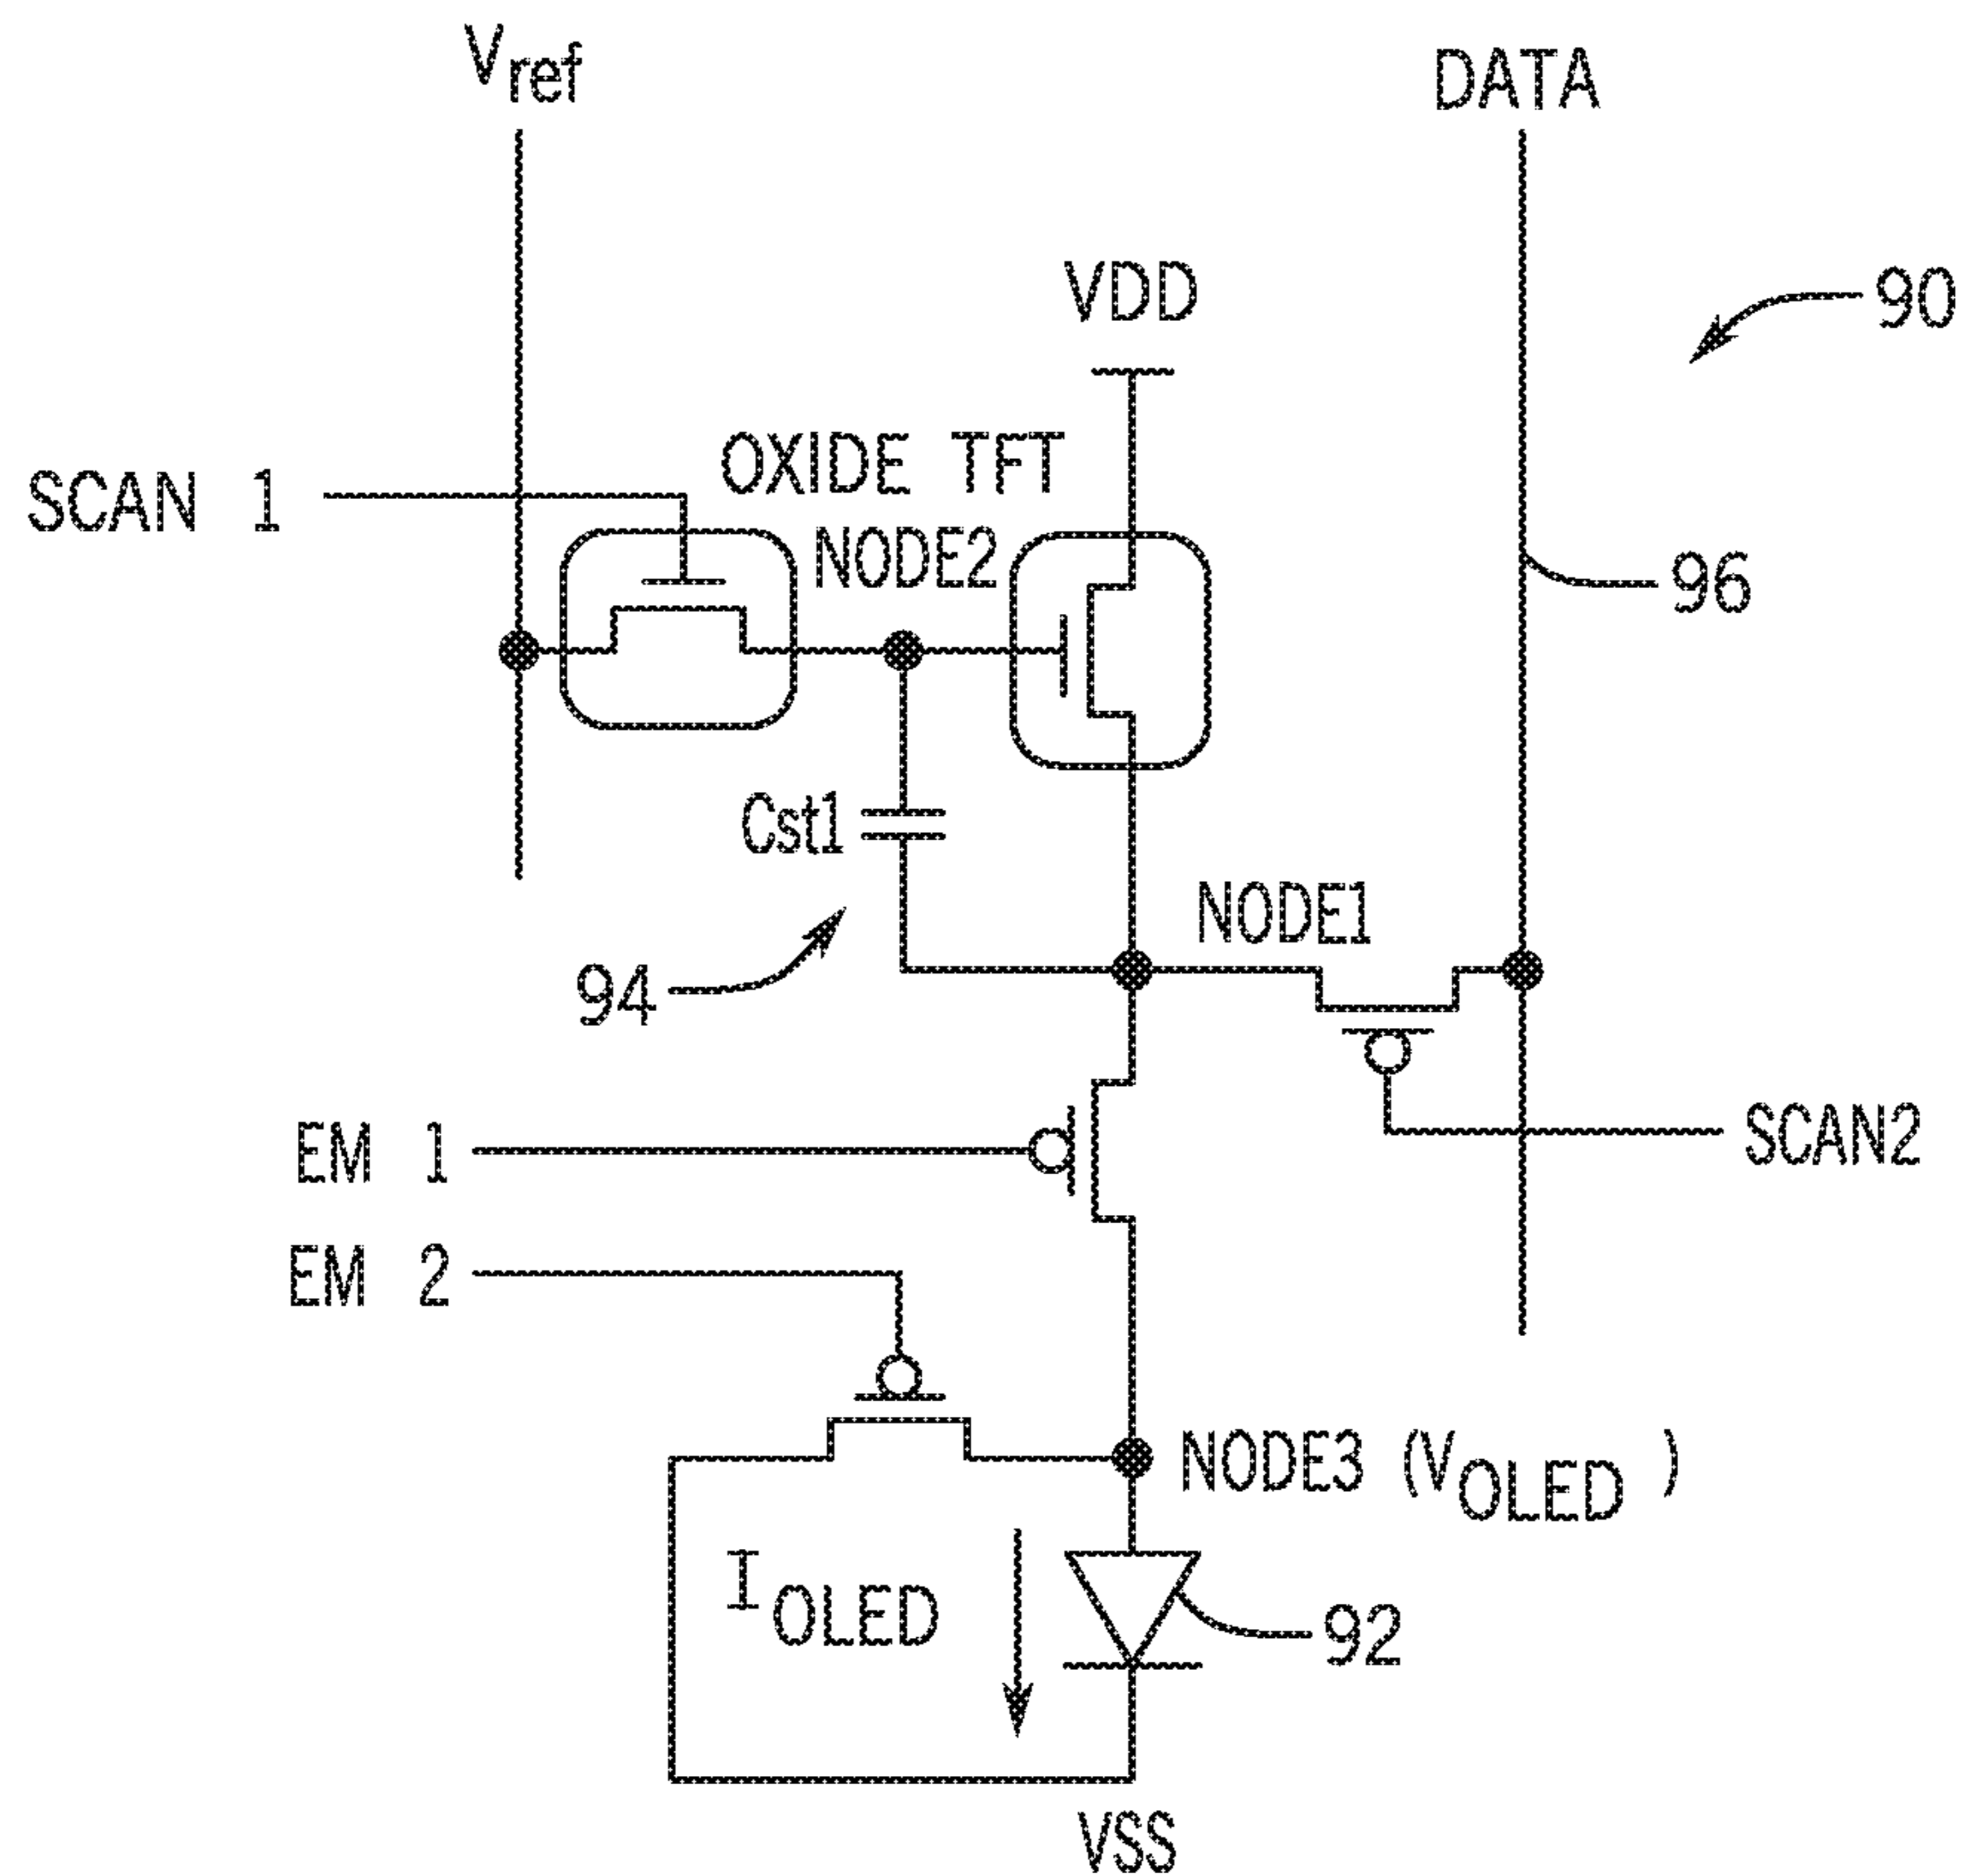 Vref
DATA
VDD
90
OXIDE TFT
SCAN 1
NODE2
96
Cst1
NODE1
94
EM 1
SCAN2
EM 2
NODE3 (VOLED)
IOLED
92
VSS